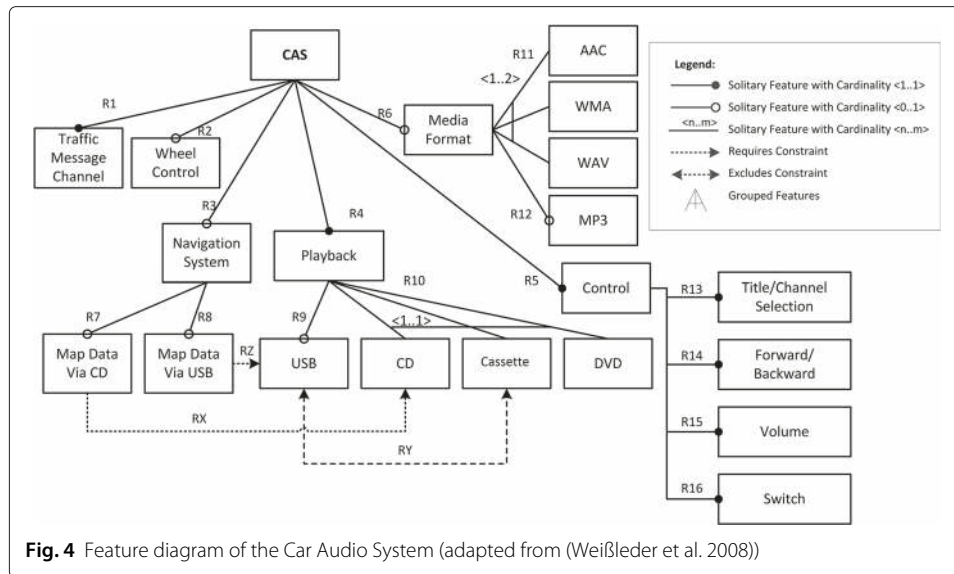 CAS
R1
R2
R3
R4
R6
R11
<1..2>
AAC
WMA
WAV
MP3
Media
Format
R12
Legend:
Solitary Feature with Cardinality <1..1>
Solitary Feature with Cardinality <0..1>
<n..m>
Solitary Feature with Cardinality <n..m>
Requires Constraint
Excludes Constraint
Grouped Features
Traffic
Message
Channel
Wheel
Control
Navigation
System
Playback
R5
Control
R7
R8
R9
R10
<1..1>
Map Data
Via CD
Map Data
Via USB
RZ
USB
CD
Cassette
DVD
RX
RY
R13
Title/Channel
Selection
R14
Forward/
Backward
R15
Volume
R16
Switch
Fig. 4 Feature diagram of the Car Audio System (adapted from (Weißleder et al. 2008))